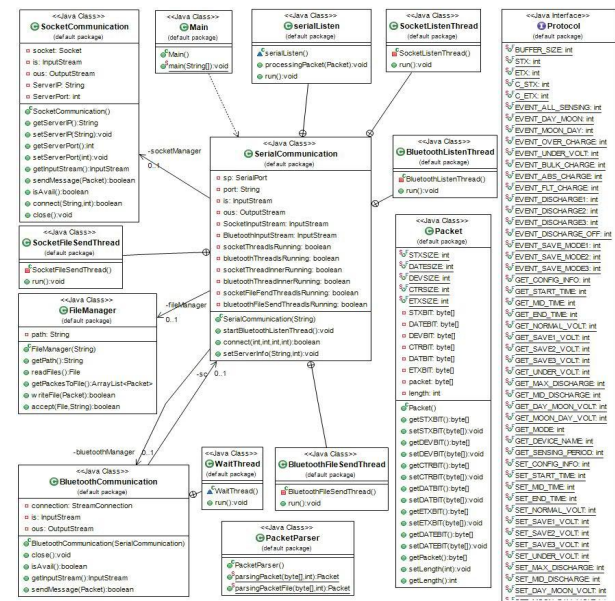 <<Java Class>>
SocketCommunication
(default package)
socket: Socket
is: InputStream
ous: OutputStream
ServerIP: String
ServerPort: int
SocketCommunication()
getServerIP():String
setServerIP(String):void
getServerPort():int
setServerPort(int):void
getInputStream():InputStream
sendMessage(Packet):boolean
isAvail():boolean
connect(String,int):boolean
close():void
<<Java Class>>
Main
(default package)
Main()
main(String[]):void
<<Java Class>>
serialListen
(default package)
serialListen()
processingPacket(Packet):void
run():void
<<Java Class>>
SocketListenThread
(default package)
SocketListenThread()
run():void
<<Java Class>>
BluetoothListenThread
(default package)
BluetoothListenThread()
run():void
-socketManager
0..1
<<Java Class>>
SerialCommunication
(default package)
sp: SerialPort
port: String
is: InputStream
ous: OutputStream
SocketInputStream: InputStream
BluetoothInputStream: InputStream
socketThreadIsRunning: boolean
bluetoothThreadIsRunning: boolean
socketThreadInnerRunning: boolean
bluetoothThreadInnerRunning: boolean
socketFileFendThreadIsRunning: boolean
bluetoothFileSendThreadIsRunning: boolean
SerialCommunication(String)
startBluetoothListenThread():void
connect(int,int,int,int):boolean
setServerInfo(String,int):void
<<Java Class>>
SocketFileSendThread
(default package)
SocketFileSendThread()
run():void
<<Java Class>>
FileManager
(default package)
path: String
FileManager(String)
getPath():String
readFiles():File
getPackesToFile():ArrayList<Packet>
writeFile(Packet):boolean
accept(File,String):boolean
-fileManager
0..1
-sc 0..1
-bluetoothManager 0..1
<<Java Class>>
BluetoothCommunication
(default package)
connection: StreamConnection
is: InputStream
ous: OutputStream
BluetoothCommunication(SerialCommunication)
close():void
isAvail():boolean
getInputStream():InputStream
sendMessage(Packet):boolean
<<Java Class>>
WaitThread
(default package)
WaitThread()
run():void
<<Java Class>>
BluetoothFileSendThread
(default package)
BluetoothFileSendThread()
run():void
<<Java Class>>
PacketParser
(default package)
PacketParser()
parsingPacket(byte[],int):Packet
parsingPacketFile(byte[],int):Packet
<<Java Class>>
Packet
(default package)
STXSIZE: int
DATESIZE: int
DEVSIZE: int
CTRSIZE: int
ETXSIZE: int
STXBIT: byte[]
DATEBIT: byte[]
DEVBIT: byte[]
CTRBIT: byte[]
DATBIT: byte[]
ETXBIT: byte[]
packet: byte[]
length: int
Packet()
getSTXBIT():byte[]
setSTXBIT(byte[]):void
getDEVBIT():byte[]
setDEVBIT(byte[]):void
getCTRBIT():byte[]
setCTRBIT(byte[]):void
getDATBIT():byte[]
setDATBIT(byte[]):void
getETXBIT():byte[]
setETXBIT(byte[]):void
getDATEBIT():byte[]
setDATEBIT(byte[]):void
getPacket():byte[]
setLength(int):void
getLength():int
<<Java Interface>>
Protocol
(default package)
BUFFER_SIZE: int
STX: int
ETX: int
C_STX: int
C_ETX: int
EVENT_ALL_SENSING: int
EVENT_DAY_MOON: int
EVENT_MOON_DAY: int
EVENT_OVER_CHARGE: int
EVENT_UNDER_VOLT: int
EVENT_BULK_CHARGE: int
EVENT_ABS_CHARGE: int
EVENT_FLT_CHARGE: int
EVENT_DISCHARGE1: int
EVENT_DISCHARGE2: int
EVENT_DISCHARGE3: int
EVENT_DISCHARGE_OFF: int
EVENT_SAVE_MODE1: int
EVENT_SAVE_MODE2: int
EVENT_SAVE_MODE3: int
GET_CONFIG_INFO: int
GET_START_TIME: int
GET_MID_TIME: int
GET_END_TIME: int
GET_NORMAL_VOLT: int
GET_SAVE1_VOLT: int
GET_SAVE2_VOLT: int
GET_SAVE3_VOLT: int
GET_UNDER_VOLT: int
GET_MAX_DISCHARGE: int
GET_MID_DISCHARGE: int
GET_DAY_MOON_VOLT: int
GET_MOON_DAY_VOLT: int
GET_MODE: int
GET_DEVICE_NAME: int
GET_SENSING_PERIOD: int
SET_CONFIG_INFO: int
SET_START_TIME: int
SET_MID_TIME: int
SET_END_TIME: int
SET_NORMAL_VOLT: int
SET_SAVE1_VOLT: int
SET_SAVE2_VOLT: int
SET_SAVE3_VOLT: int
SET_UNDER_VOLT: int
SET_MAX_DISCHARGE: int
SET_MID_DISCHARGE: int
SET_DAY_MOON_VOLT: int